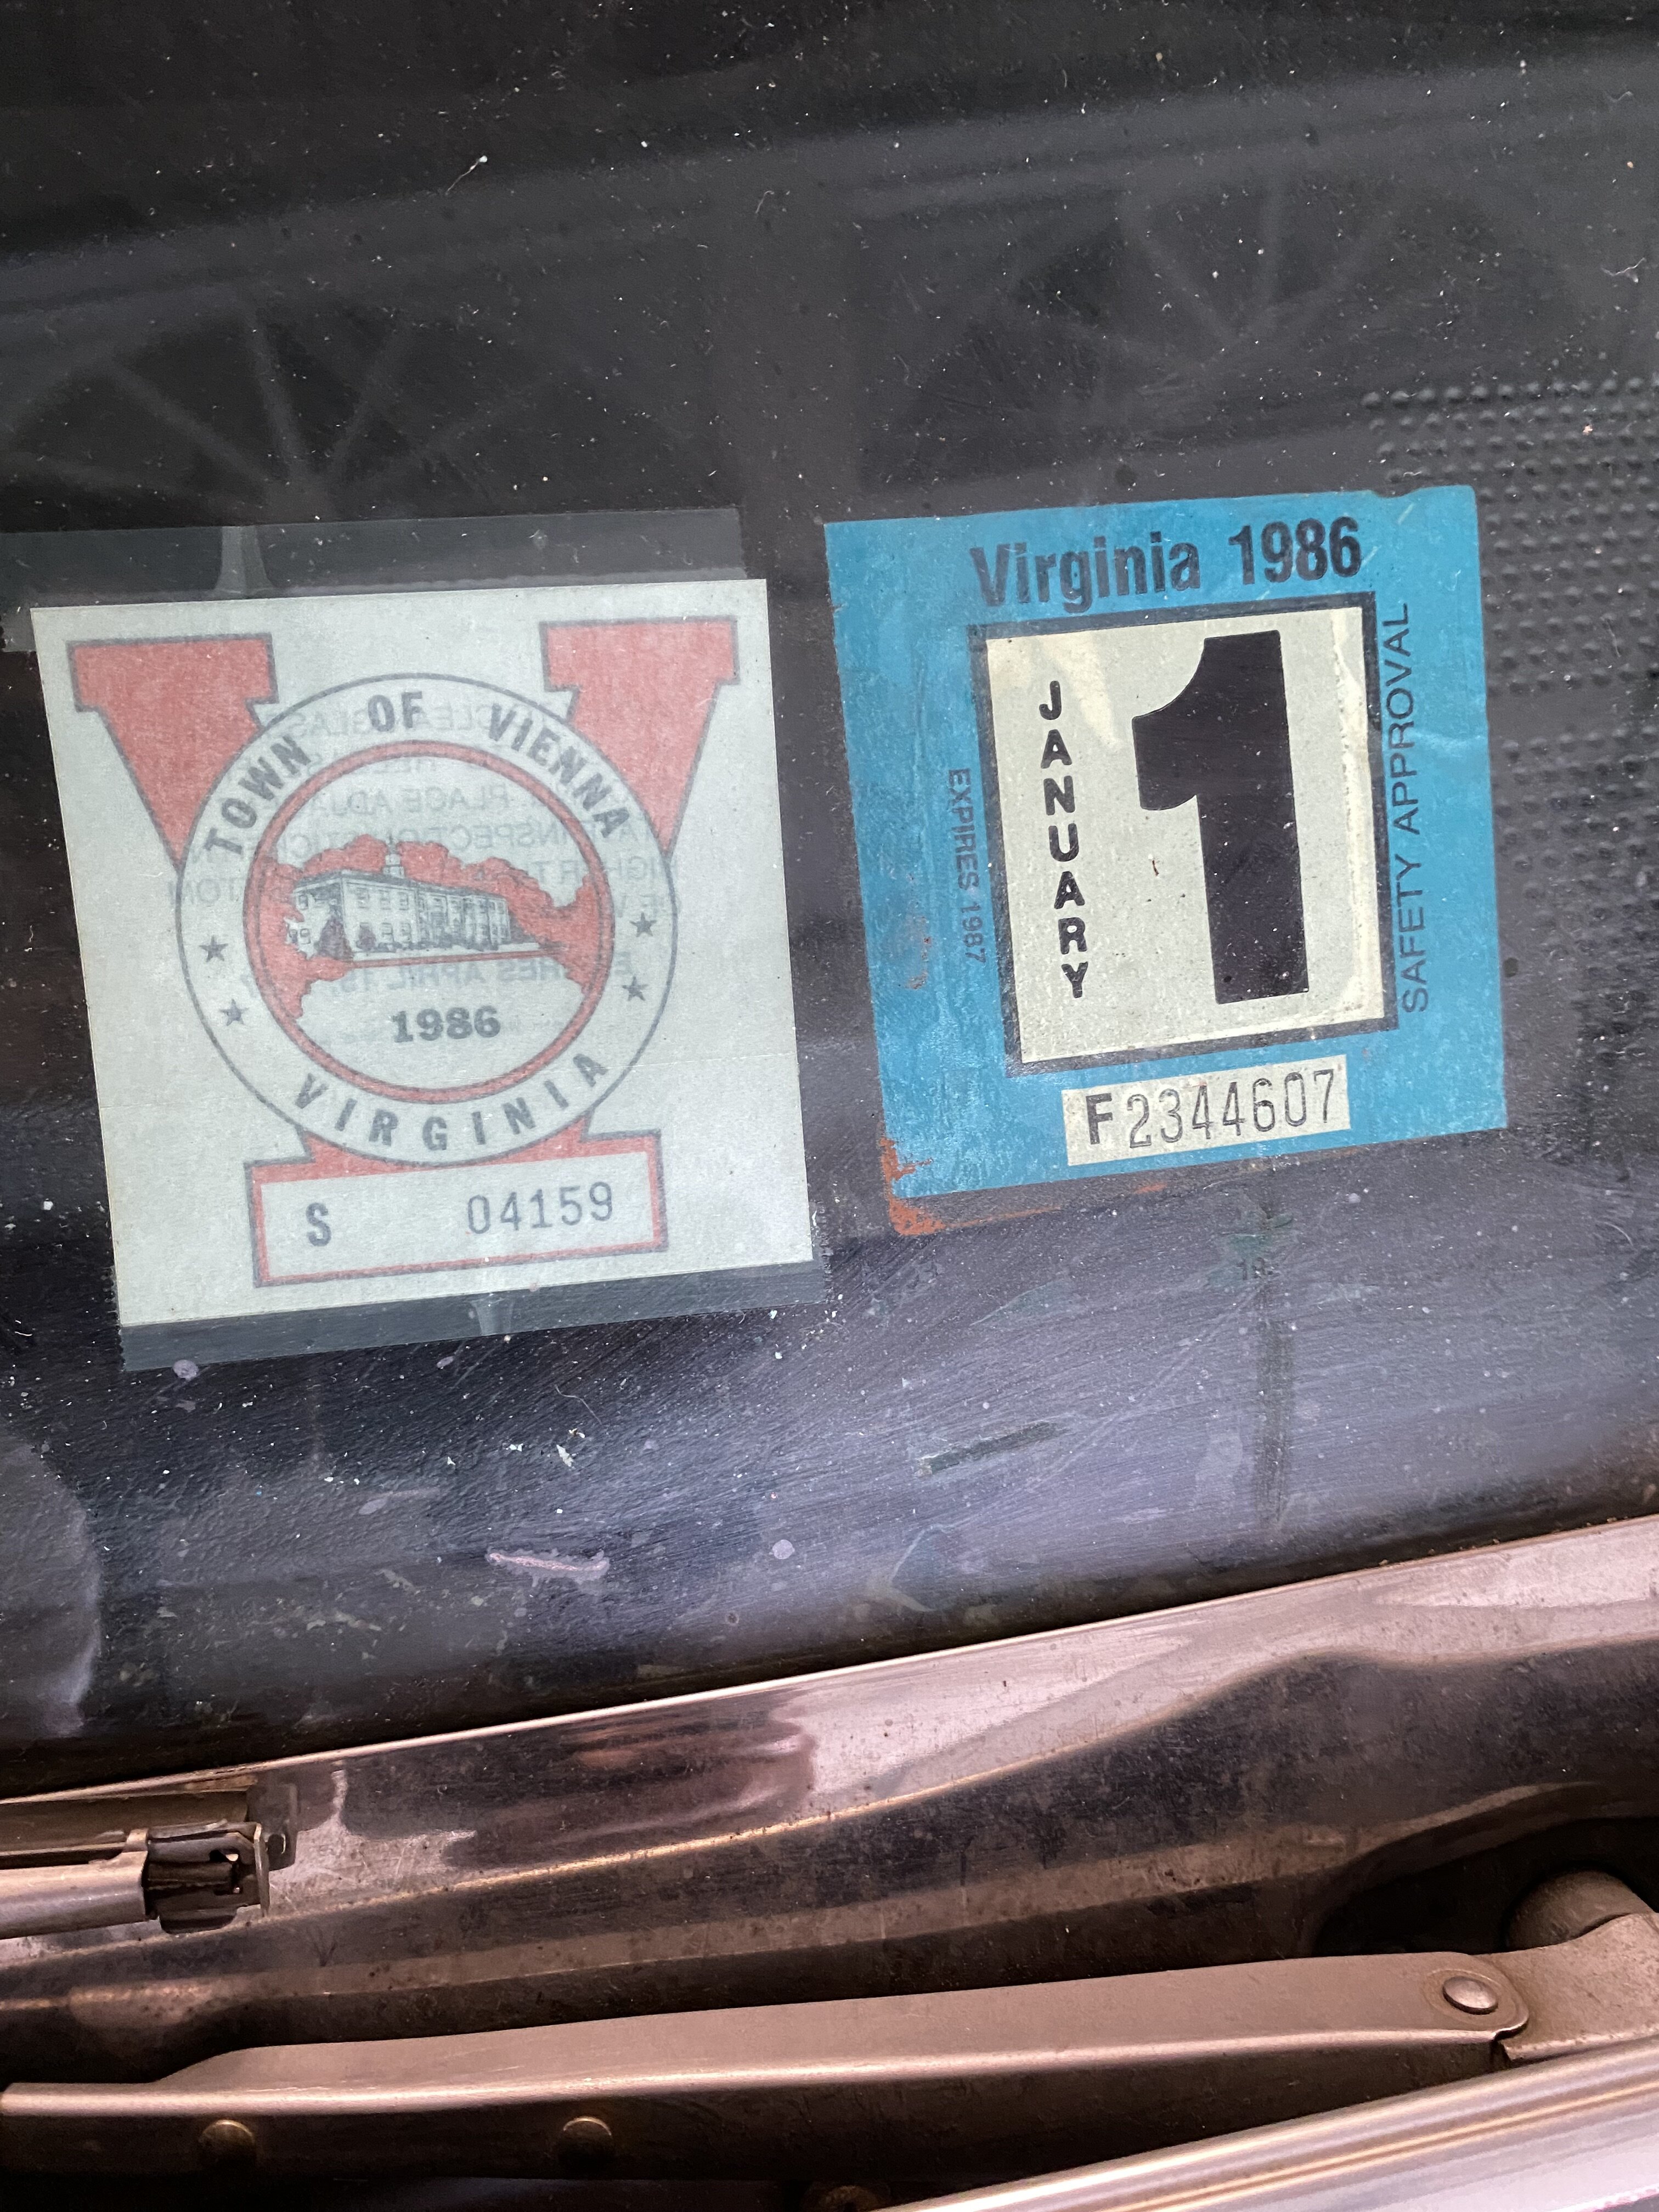 TOWN OF VIENNA
1986
VIRGINIA
S 04159
Virginia 1986
JANUARY
1
EXPIRES 1987
SAFETY APPROVAL
F2344607